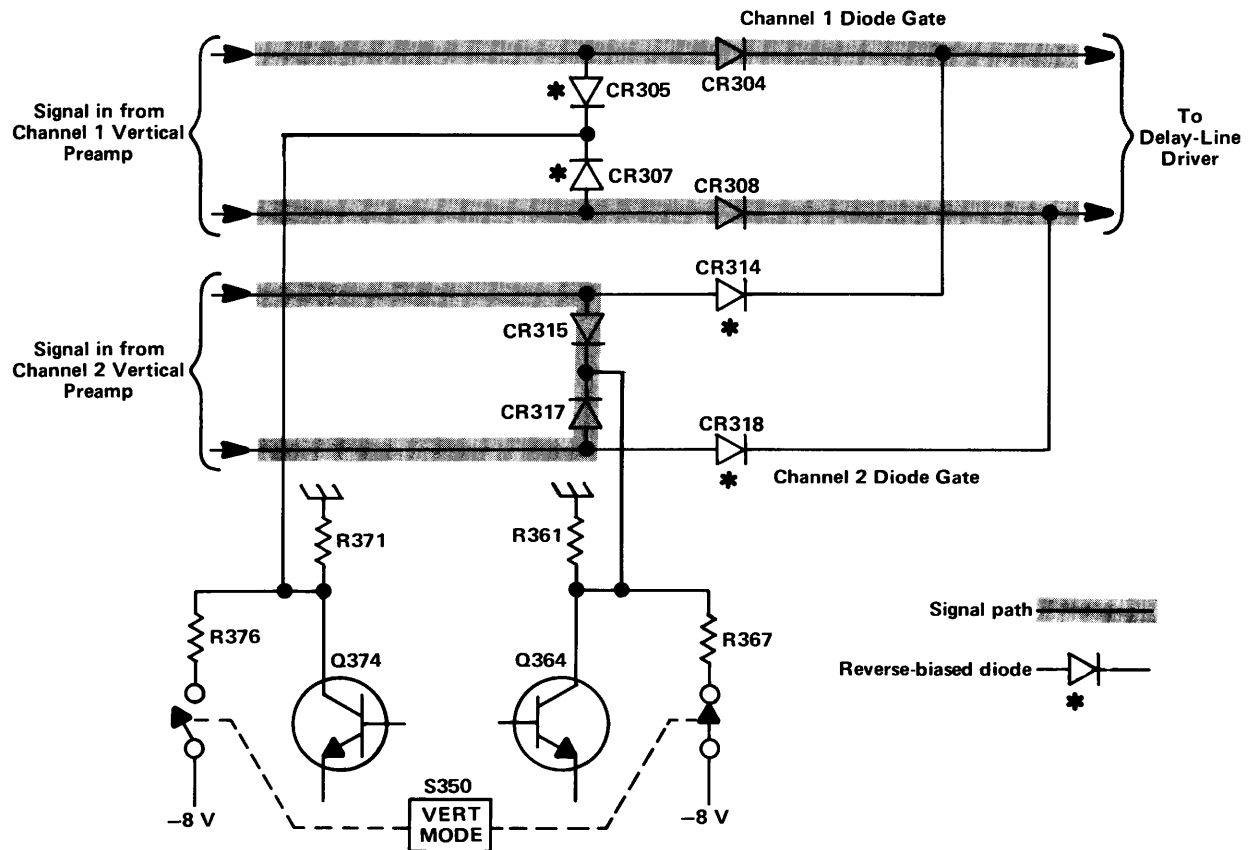 Channel 1 Diode Gate
CR304
Signal in from
Channel 1 Vertical
Preamp
* CR305
* CR307
CR308
To
Delay-Line
Driver
CR314
*
CR315
Signal in from
Channel 2 Vertical
Preamp
CR317
CR318
*
Channel 2 Diode Gate
R371
R361
R376
R367
Q374
Q364
Signal path
Reverse-biased diode
*
S350
VERT
MODE
−8 V
−8 V